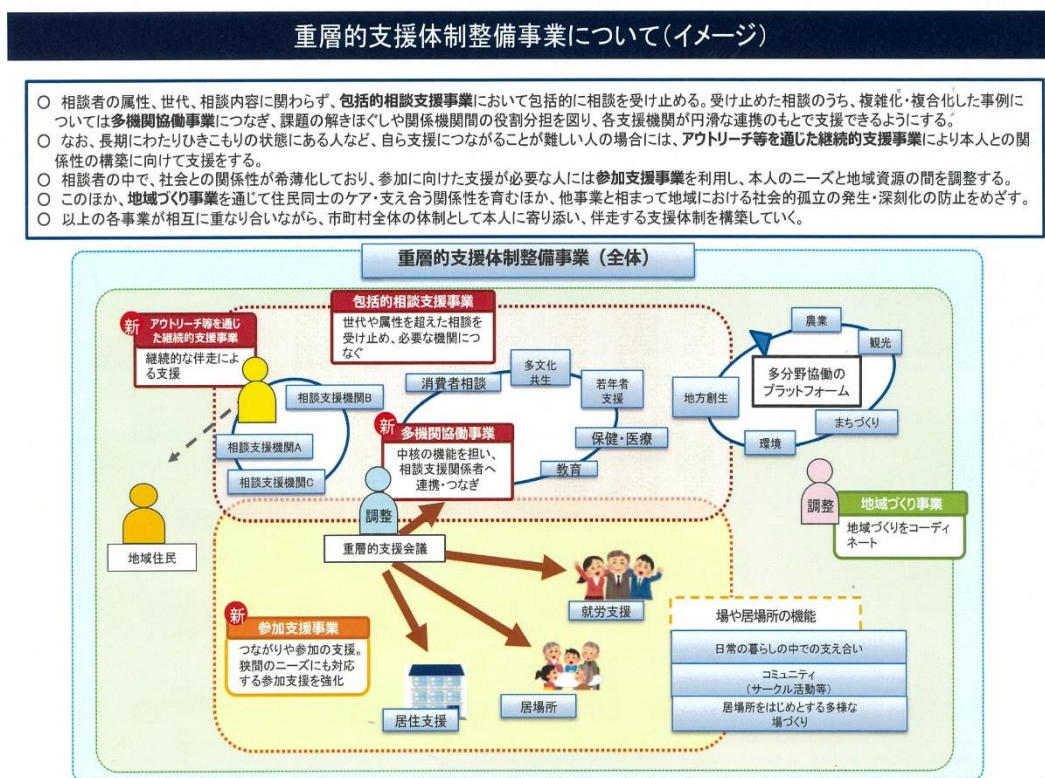 重層的支援体制整備事業について(イメージ)
○ 相談者の属性、世代、相談内容に関わらず、包括的相談支援事業において包括的に相談を受け止める。受け止めた相談のうち、複雑化・複合化した事例に
ついては多機関協働事業につなぎ、課題の解きほぐしや関係機関間の役割分担を図り、各支援機関が円滑な連携のもとで支援できるようにする。
○ なお、長期にわたりひきこもりの状態にある人など、自ら支援につながることが難しい人の場合には、アウトリーチ等を通じた継続的支援事業により本人との関
係性の構築に向けて支援をする。
○ 相談者の中で、社会との関係性が希薄化しており、参加に向けた支援が必要な人には参加支援事業を利用し、本人のニーズと地域資源の間を調整する。
○ このほか、地域づくり事業を通じて住民同士のケア・支え合う関係性を育むほか、他事業と相まって地域における社会的孤立の発生・深刻化の防止をめざす。
○ 以上の各事業が相互に重なり合いながら、市町村全体の体制として本人に寄り添い、伴走する支援体制を構築していく。
重層的支援体制整備事業(全体)
新
アウトリーチ等を通じ
た継続的支援事業
継続的な伴走によ
る支援
包括的相談支援事業
世代や属性を超えた相談を
受け止め、必要な機関につ
なぐ
相談支援機関B
相談支援機関A
相談支援機関C
消費者相談
多文化
共生
若年者
支援
保健・医療
教育
新
多機関協働事業
中核の機能を担い、
相談支援関係者へ
連携・つなぎ
農業
観光
多分野協働の
プラットフォーム
地方創生
まちづくり
環境
調整
重層的支援会議
地域住民
調整
地域づくり事業
地域づくりをコーディ
ネート
新
参加支援事業
つながりや参加の支援。
狭間のニーズにも対応
する参加支援を強化
就労支援
居場所
居住支援
場や居場所の機能
日常の暮らしの中での支え合い
コミュニティ
(サークル活動等)
居場所をはじめとする多様な
場づくり